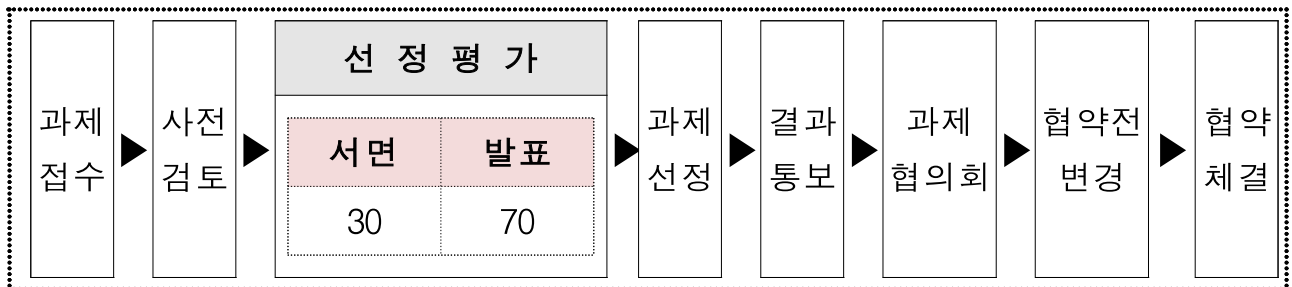 과제
접수
▶
사전
검토
▶
선 정 평 가
서면 발표
30 70
▶
과제
선정
▶
결과
통보
▶
과제
협의회
▶
협약전
변경
▶
협약
체결